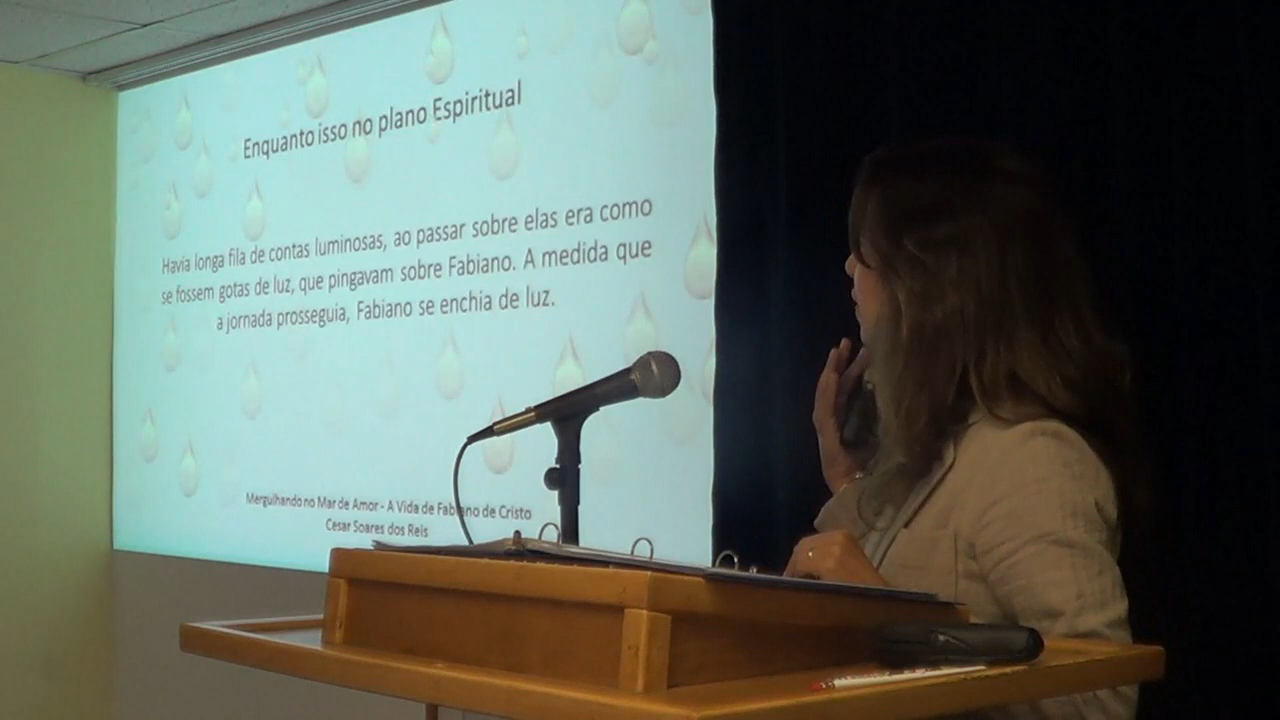 Enquanto isso no plano Espiritual
Havia longa fila de contas luminosas, ao passar sobre elas era como
se fossem gotas de luz, que pingavam sobre Fabiano. A medida que
a jornada prosseguia, Fabiano se enchia de luz.
Mergulhando no Mar de Amor - A Vida de Fabiano de Cristo
Cesar Soares dos Reis